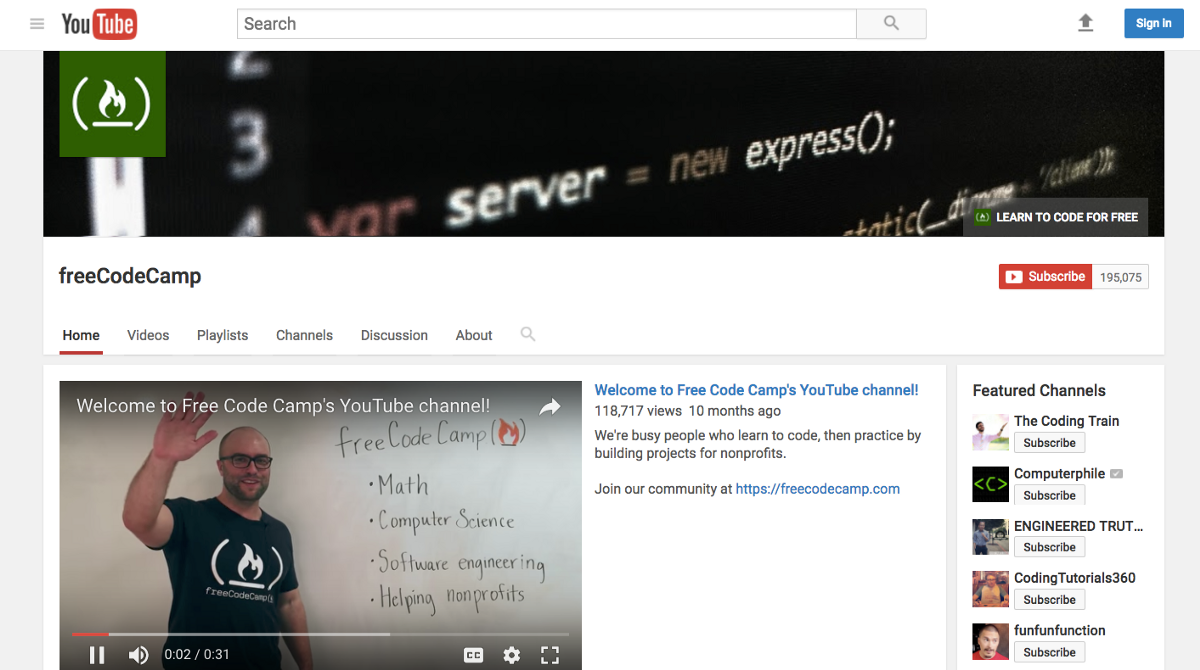 YouTube
Search
Sign in
2
3
4
var server = new express();
static(__dirname + '/client'));
LEARN TO CODE FOR FREE
freeCodeCamp
Subscribe 195,075
Home Videos Playlists Channels Discussion About
Welcome to Free Code Camp's YouTube channel!
freeCodeCamp
• Math
• Computer Science
• Software engineering
• Helping nonprofits
freeCodeCamp
0:02 / 0:31
CC
Welcome to Free Code Camp's YouTube channel!
118,717 views 10 months ago
We're busy people who learn to code, then practice by
building projects for nonprofits.
Join our community at https://freecodecamp.com
Featured Channels
The Coding Train
Subscribe
<C>
Computerphile
Subscribe
ENGINEERED TRUT...
Subscribe
CodingTutorials360
Subscribe
funfunfunction
Subscribe